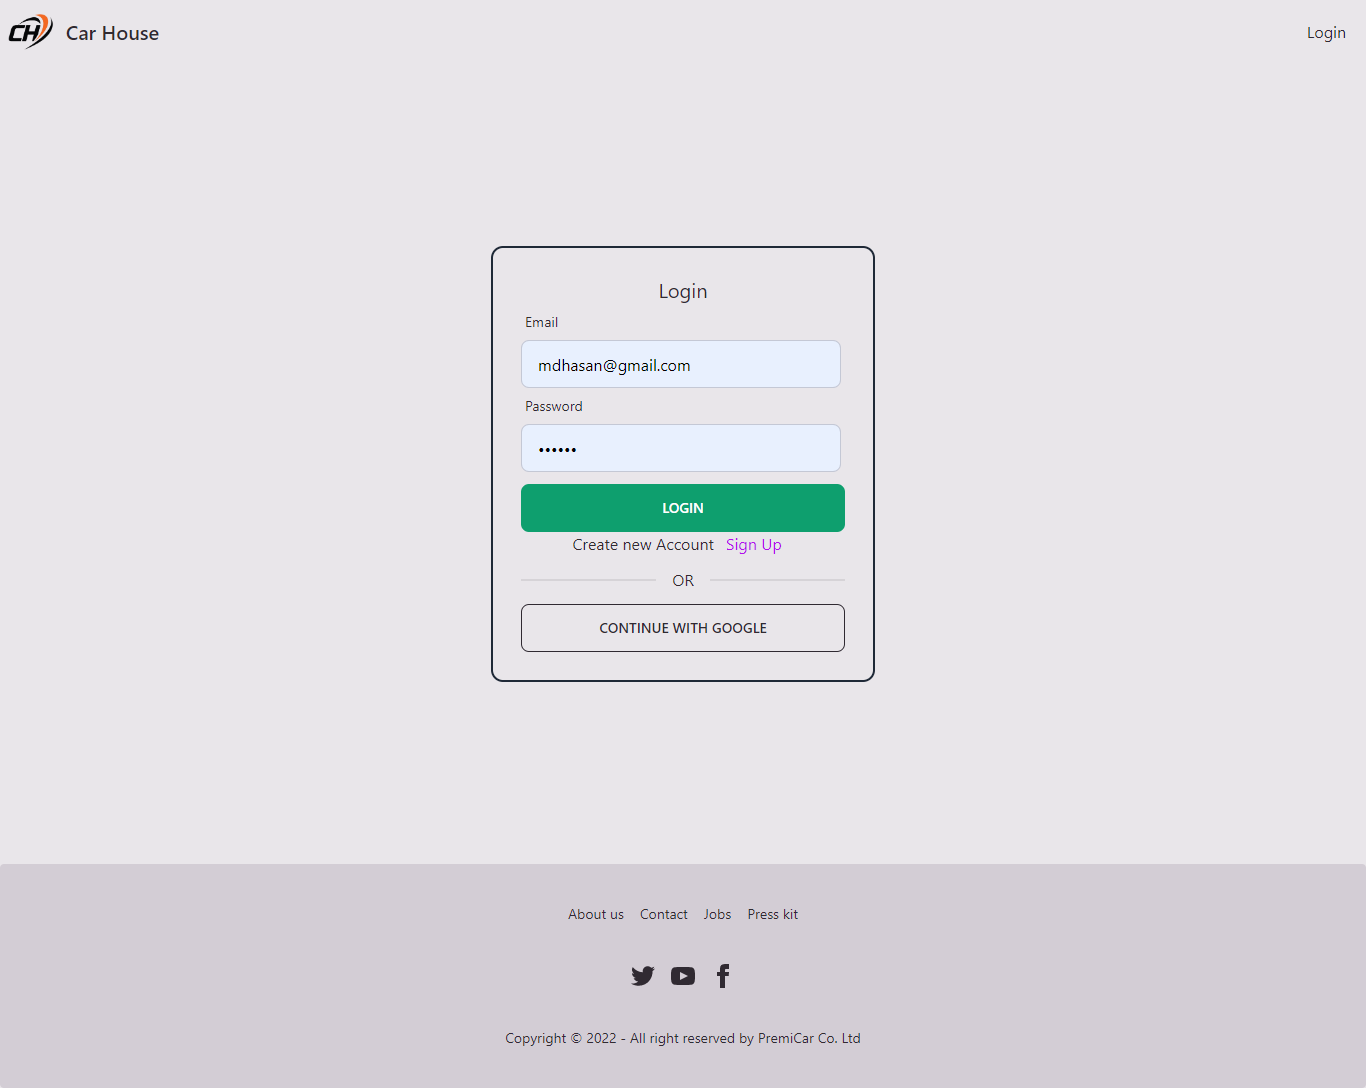 CH Car House
Login
Login
Email
mdhasan@gmail.com
Password
••••••
LOGIN
Create new Account Sign Up
OR
CONTINUE WITH GOOGLE
About us Contact Jobs Press kit
Copyright © 2022 - All right reserved by PremiCar Co. Ltd